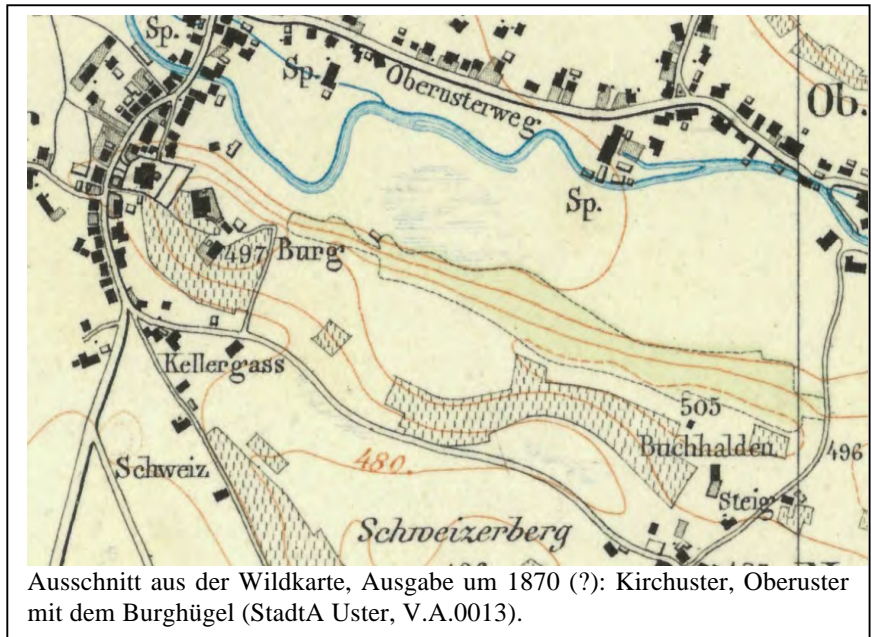 Sp.
Sp.
Oberusterweg
Ob.
Sp.
497 Burg
Kellergass
505
Buchhalden
496
Schweiz
480.
Steig
Schweizerberg
Ausschnitt aus der Wildkarte, Ausgabe um 1870 (?): Kirchuster, Oberuster
mit dem Burghügel (StadtA Uster, V.A.0013).